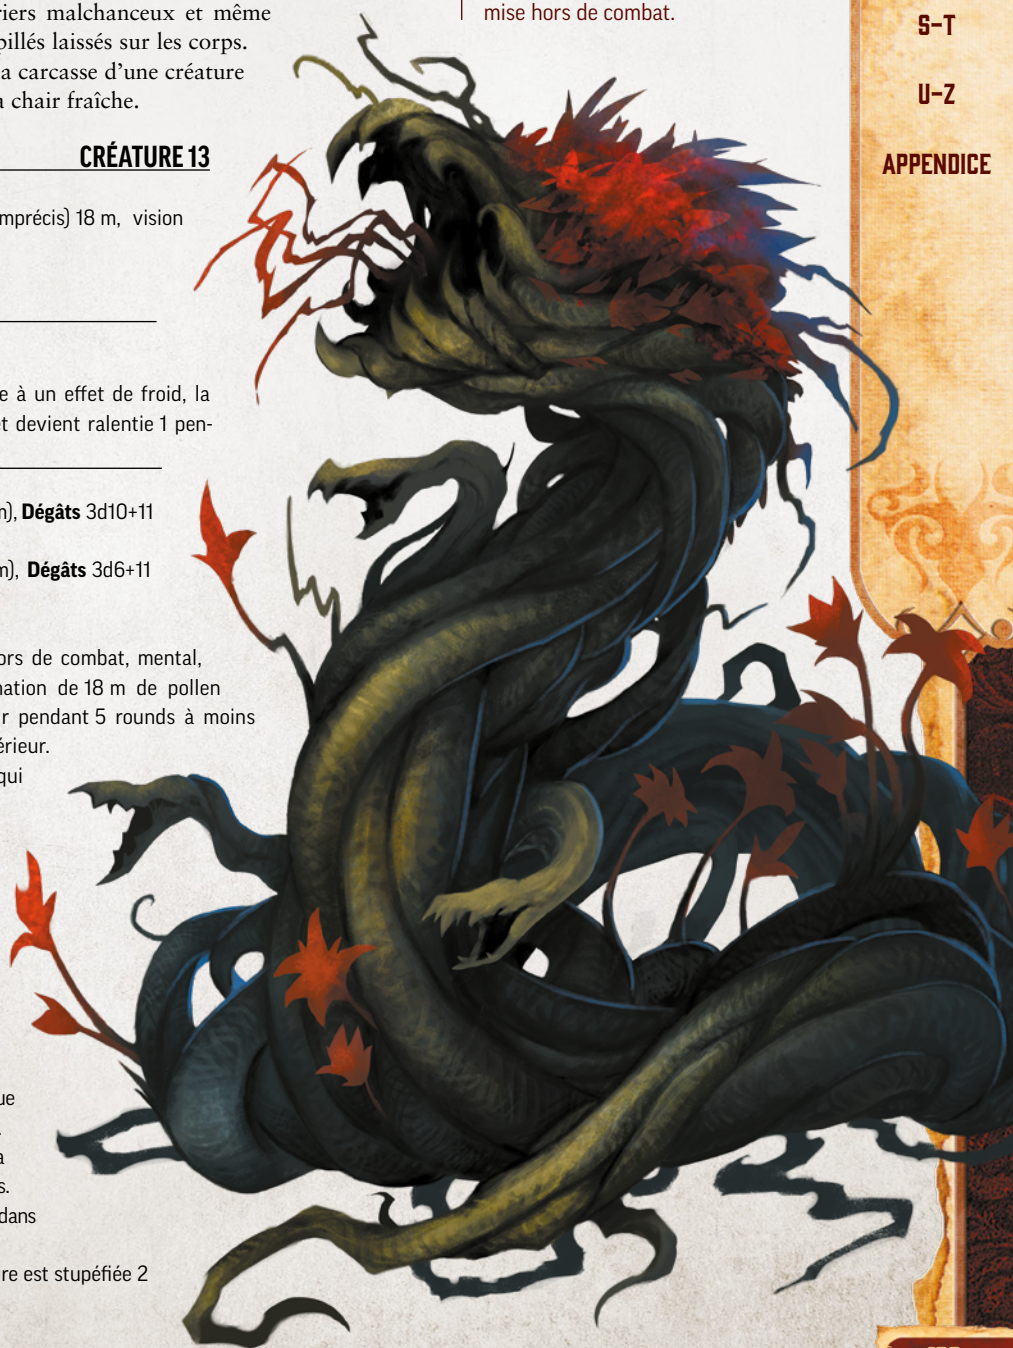 riers malchanceux et même
pillés laissés sur les corps.
a carcasse d'une créature
a chair fraîche.
CRÉATURE 13
mprécis) 18 m, vision
e à un effet de froid, la
et devient ralentie 1 pen-
m), Dégâts 3d10+11
m), Dégâts 3d6+11
ors de combat, mental,
nation de 18 m de pollen
r pendant 5 rounds à moins
érieur.
qui
ue
a
s.
dans
re est stupéfiée 2
mise hors de combat.
S–T
U–Z
APPENDICE